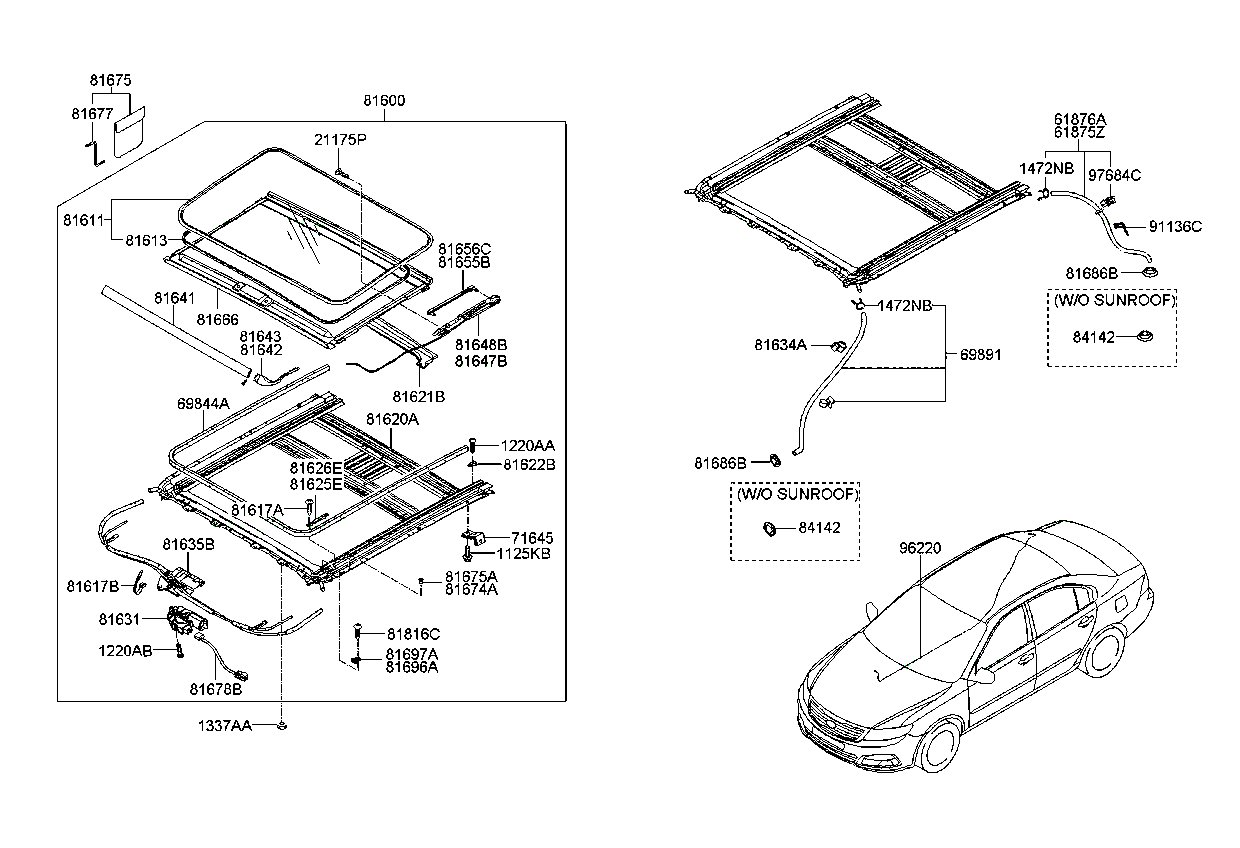 81675
81677
81600
21175P
81611
81613
81656C
81655B
81641
81666
81643
81642
81648B
81647B
81621B
69844A
81620A
1220AA
81622B
81626E
81625E
81617A
71645
1125KB
81635B
81617B
81675A
81674A
81631
81816C
1220AB
81697A
81696A
81678B
1337AA
61876A
61875Z
1472NB
97684C
91136C
81686B
(W/O SUNROOF)
84142
1472NB
81634A
69891
81686B
(W/O SUNROOF)
84142
96220